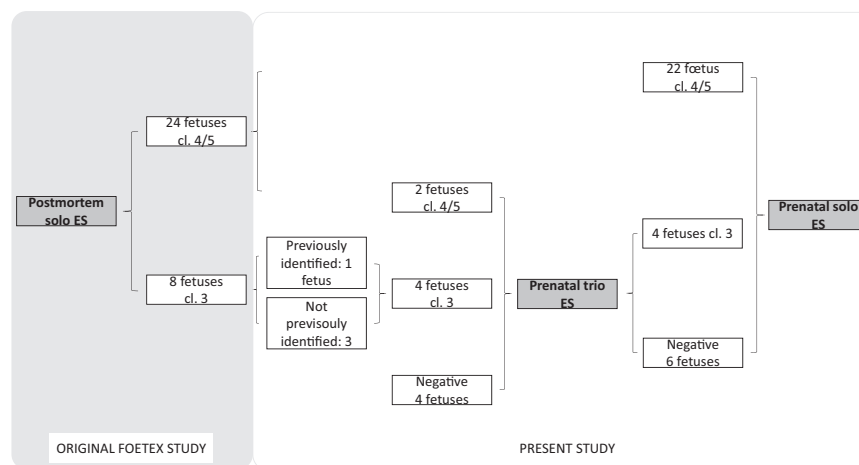 Postmortem
solo ES
24 fetuses
cl. 4/5
8 fetuses
cl. 3
Previously
identified: 1
fetus
Not
previsouly
identified: 3
2 fetuses
cl. 4/5
4 fetuses
cl. 3
Negative
4 fetuses
Prenatal trio
ES
22 fœtus
cl. 4/5
4 fetuses cl. 3
Negative
6 fetuses
Prenatal solo
ES
ORIGINAL FOETEX STUDY
PRESENT STUDY